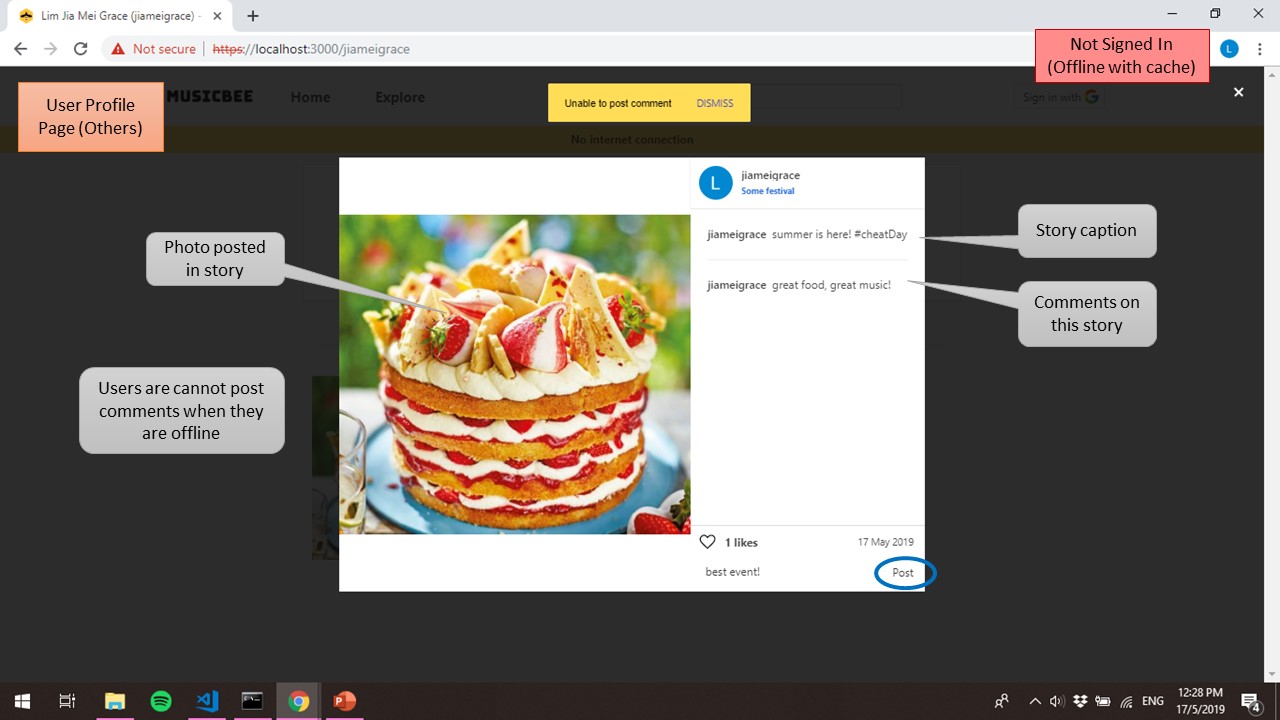 Lim Jia Mei Grace (jiameigrace) -
Not secure
https://localhost:3000/jiameigrace
L
Not Signed In
(Offline with cache)
User Profile
Page (Others)
MUSICBEE
Home
Explore
Unable to post comment
DISMISS
Sign in with
No internet connection
L
jiameigrace
Some festival
jiameigrace summer is here! #cheatDay
jiameigrace great food, great music!
Photo posted
in story
Story caption
Comments on
this story
Users are cannot post
comments when they
are offline
1 likes
17 May 2019
best event!
Post
ENG
12:28 PM
17/5/2019
4